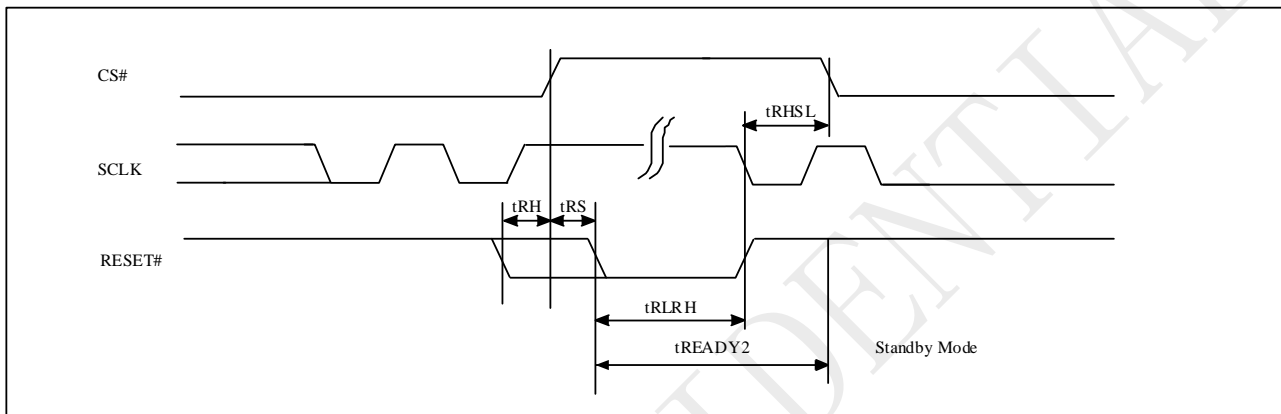 CS#
tRHSL
SCLK
tRH tRS
RESET#
tRLRH
tREADY2 Standby Mode